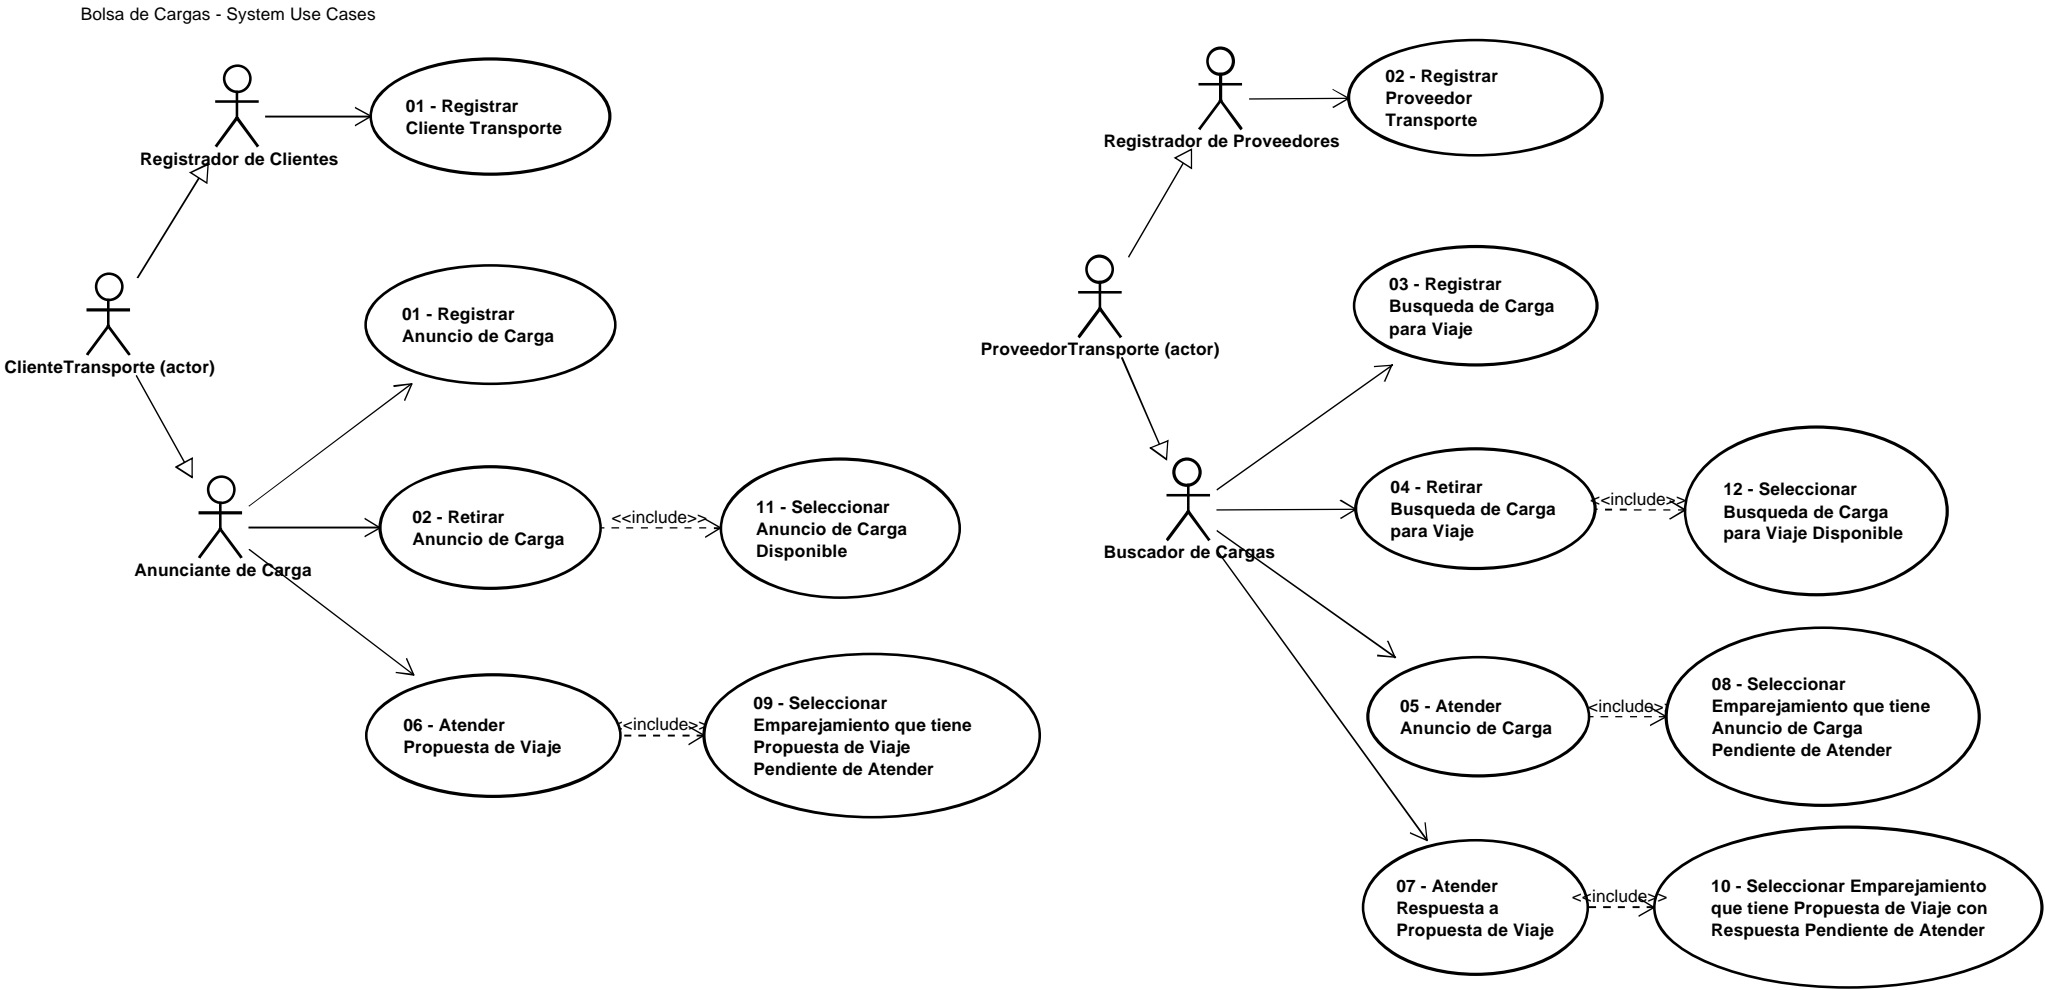 Bolsa de Cargas - System Use Cases
01 - Registrar
Cliente Transporte
Registrador de Clientes
01 - Registrar
Anuncio de Carga
ClienteTransporte (actor)
02 - Retirar
Anuncio de Carga
<<include>>
11 - Seleccionar
Anuncio de Carga
Disponible
Anunciante de Carga
06 - Atender
Propuesta de Viaje
<<include>>
09 - Seleccionar
Emparejamiento que tiene
Propuesta de Viaje
Pendiente de Atender
02 - Registrar
Proveedor
Transporte
Registrador de Proveedores
03 - Registrar
Busqueda de Carga
para Viaje
ProveedorTransporte (actor)
04 - Retirar
Busqueda de Carga
para Viaje
<<include>>
12 - Seleccionar
Busqueda de Carga
para Viaje Disponible
Buscador de Cargas
05 - Atender
Anuncio de Carga
<<include>>
08 - Seleccionar
Emparejamiento que tiene
Anuncio de Carga
Pendiente de Atender
07 - Atender
Respuesta a
Propuesta de Viaje
<<include>>
10 - Seleccionar Emparejamiento
que tiene Propuesta de Viaje con
Respuesta Pendiente de Atender